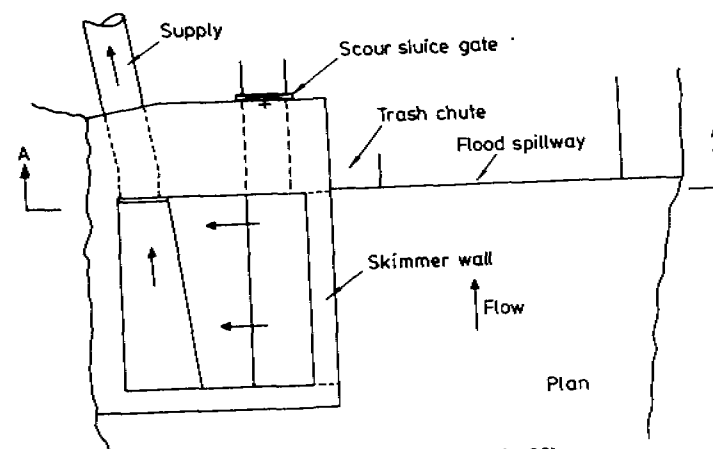 Supply
Scour sluice gate
Trash chute
Flood spillway
A
Skimmer wall
Flow
Plan